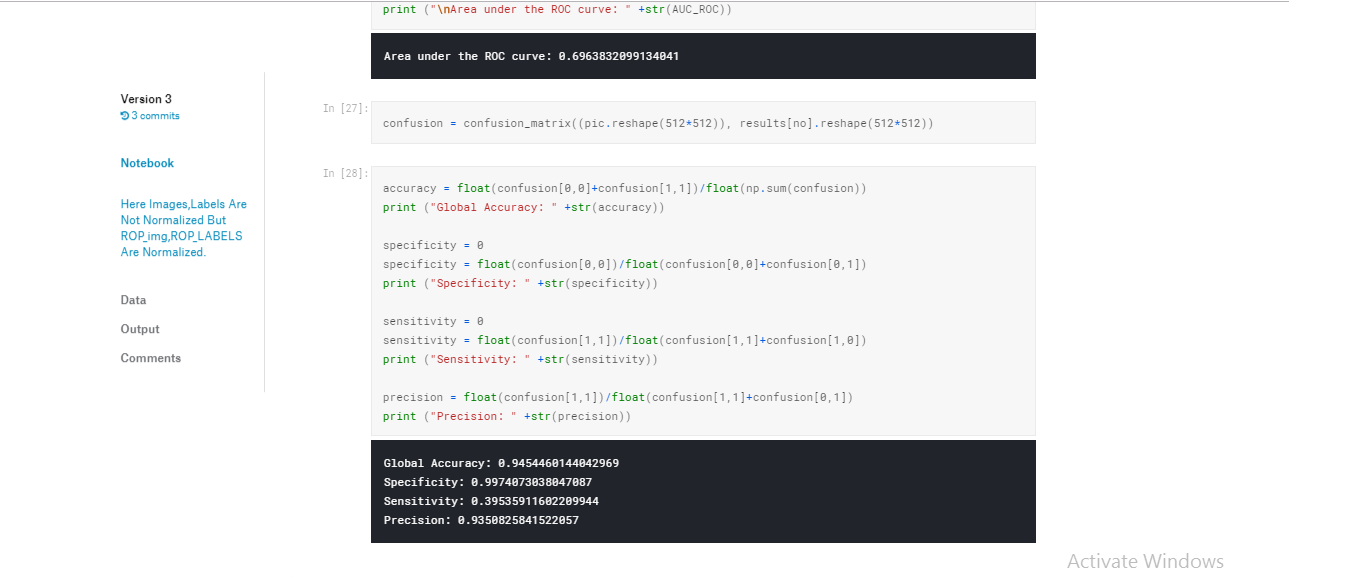 print ("\nArea under the ROC curve: " +str(AUC_ROC))
Area under the ROC curve: 0.6963832099134041
Version 3
3 commits
Notebook
Here Images,Labels Are
Not Normalized But
ROP_img,ROP_LABELS
Are Normalized.
Data
Output
Comments
In [27]:
confusion = confusion_matrix((pic.reshape(512*512)), results[no].reshape(512*512))
In [28]:
accuracy = float(confusion[0,0]+confusion[1,1])/float(np.sum(confusion))
print ("Global Accuracy: " +str(accuracy))
specificity = 0
specificity = float(confusion[0,0])/float(confusion[0,0]+confusion[0,1])
print ("Specificity: " +str(specificity))
sensitivity = 0
sensitivity = float(confusion[1,1])/float(confusion[1,1]+confusion[1,0])
print ("Sensitivity: " +str(sensitivity))
precision = float(confusion[1,1])/float(confusion[1,1]+confusion[0,1])
print ("Precision: " +str(precision))
Global Accuracy: 0.9454460144042969
Specificity: 0.9974073038047087
Sensitivity: 0.39535911602209944
Precision: 0.9350825841522057
Activate Windows